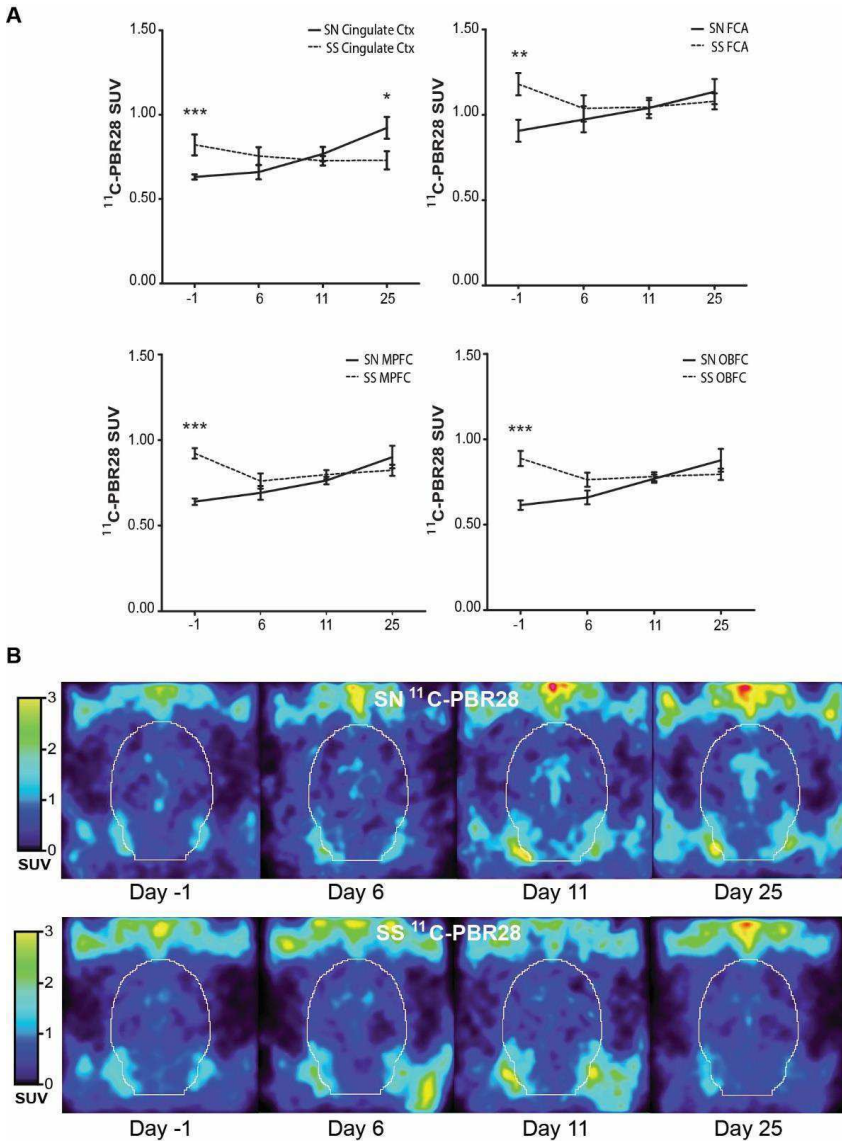 A
1.50
SN Cingulate Ctx
SS Cingulate Ctx
***
*
1.00
0.50
0.00
¹¹C-PBR28 SUV
-1 6 11 25
1.50
SN FCA
SS FCA
**
1.00
0.50
0.00
¹¹C-PBR28 SUV
-1 6 11 25
1.50
SN MPFC
SS MPFC
***
1.00
0.50
0.00
¹¹C-PBR28 SUV
-1 6 11 25
1.50
SN OBFC
SS OBFC
***
1.00
0.50
0.00
¹¹C-PBR28 SUV
-1 6 11 25
B
SN ¹¹C-PBR28
3
2
1
0
SUV
Day -1 Day 6 Day 11 Day 25
SS ¹¹C-PBR28
3
2
1
0
SUV
Day -1 Day 6 Day 11 Day 25